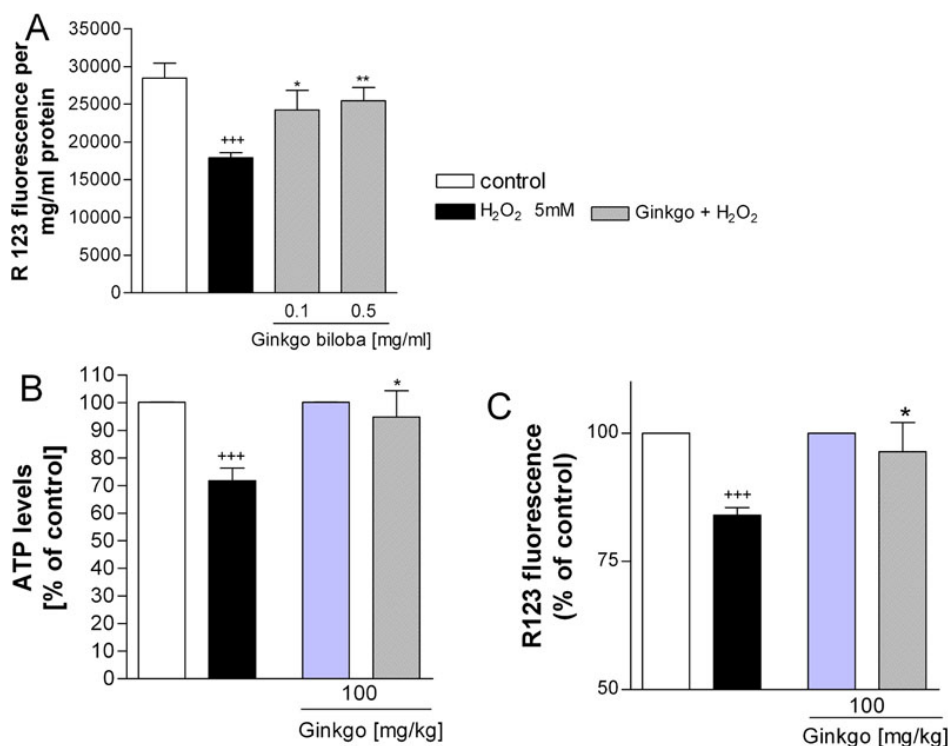 A
R 123 fluorescence per
mg/ml protein
35000
30000
25000
20000
15000
10000
5000
0
+++
*
**
0.1 0.5
Ginkgo biloba [mg/ml]
control
H₂O₂ 5mM
Ginkgo + H₂O₂
B
ATP levels
[% of control]
110
100
90
80
70
60
50
40
30
20
10
0
+++
*
100
Ginkgo [mg/kg]
C
R123 fluorescence
(% of control)
100
75
50
+++
*
100
Ginkgo [mg/kg]